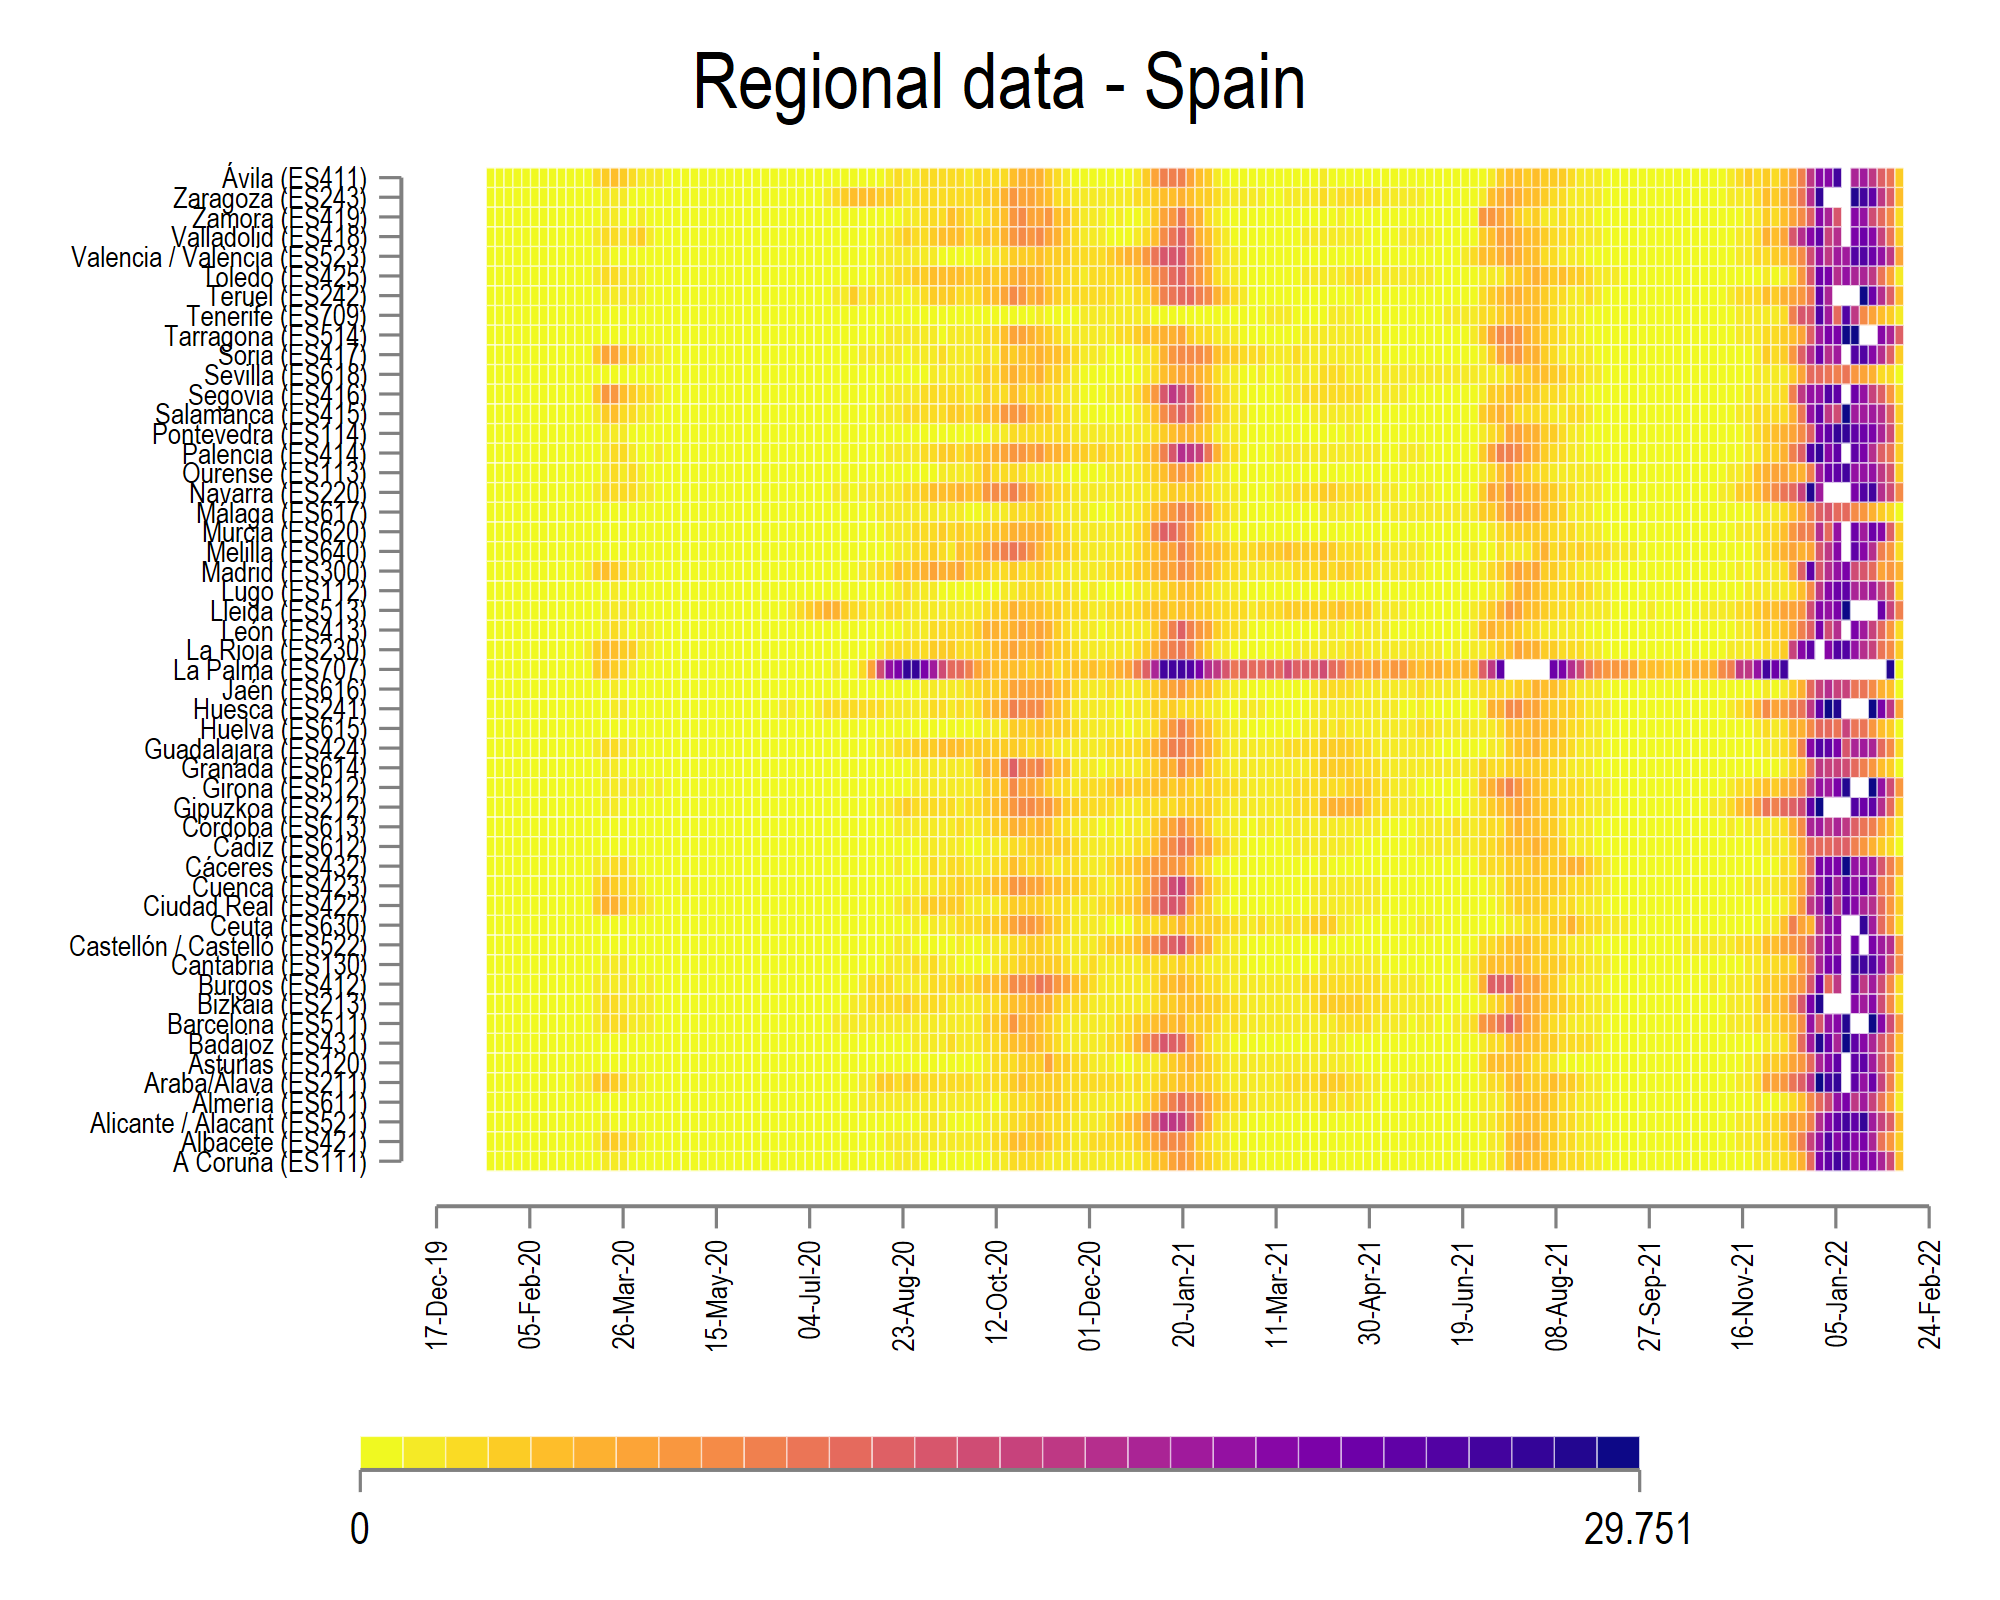 Regional data - Spain
Ávila (ES411)
Zaragoza (ES243)
Zamora (ES419)
Valladolid (ES418)
Valencia / València (ES523)
Toledo (ES425)
Teruel (ES242)
Tenerife (ES709)
Tarragona (ES514)
Soria (ES417)
Sevilla (ES618)
Segovia (ES416)
Salamanca (ES415)
Pontevedra (ES114)
Palencia (ES414)
Ourense (ES113)
Navarra (ES220)
Málaga (ES617)
Murcia (ES620)
Melilla (ES640)
Madrid (ES300)
Lugo (ES112)
Lleida (ES513)
León (ES413)
La Rioja (ES230)
La Palma (ES707)
Jaén (ES616)
Huesca (ES241)
Huelva (ES615)
Guadalajara (ES424)
Granada (ES614)
Girona (ES512)
Gipuzkoa (ES212)
Córdoba (ES613)
Cádiz (ES612)
Cáceres (ES432)
Cuenca (ES423)
Ciudad Real (ES422)
Ceuta (ES630)
Castellón / Castelló (ES522)
Cantabria (ES130)
Burgos (ES412)
Bizkaia (ES213)
Barcelona (ES511)
Badajoz (ES431)
Asturias (ES120)
Araba/Álava (ES211)
Almería (ES611)
Alicante / Alacant (ES521)
Albacete (ES421)
A Coruña (ES111)
17-Dec-19
05-Feb-20
26-Mar-20
15-May-20
04-Jul-20
23-Aug-20
12-Oct-20
01-Dec-20
20-Jan-21
11-Mar-21
30-Apr-21
19-Jun-21
08-Aug-21
27-Sep-21
16-Nov-21
05-Jan-22
24-Feb-22
0
29.751